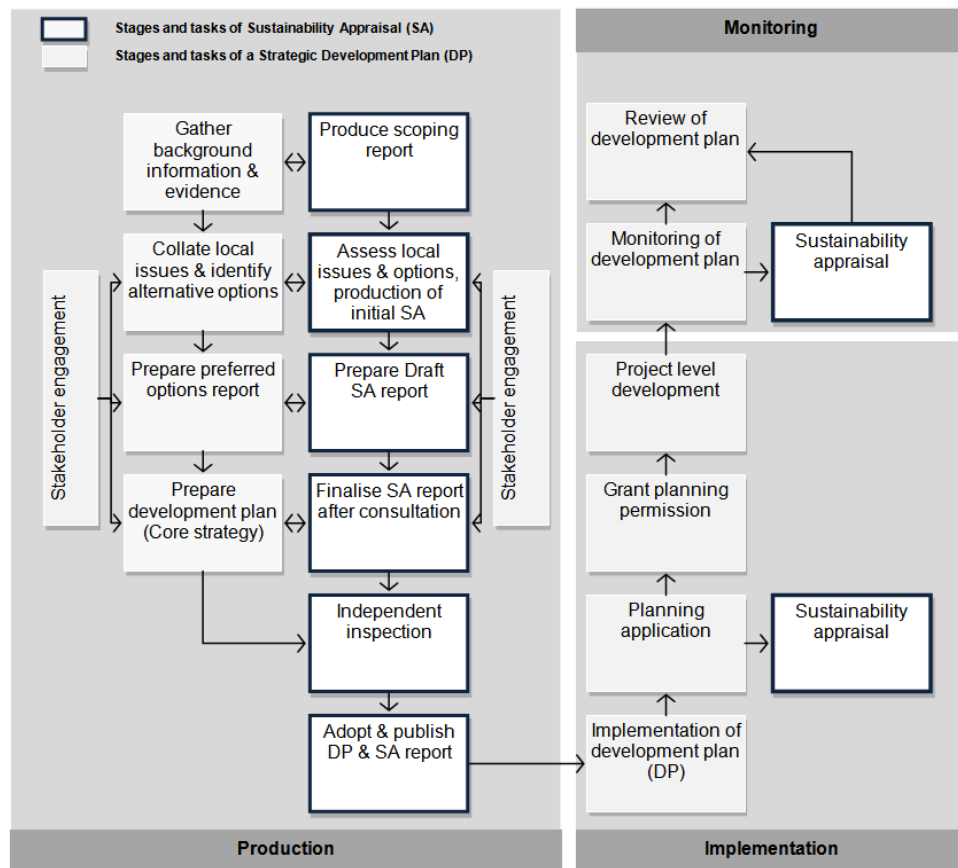 Stages and tasks of Sustainability Appraisal (SA)
Stages and tasks of a Strategic Development Plan (DP)
Gather
background
information &
evidence
Produce scoping
report
Collate local
issues & identify
alternative options
Assess local
issues & options,
production of
initial SA
Stakeholder engagement
Prepare preferred
options report
Prepare Draft
SA report
Stakeholder engagement
Prepare
development plan
(Core strategy)
Finalise SA report
after consultation
Independent
inspection
Adopt & publish
DP & SA report
Production
Monitoring
Review of
development plan
Monitoring of
development plan
Sustainability
appraisal
Project level
development
Grant planning
permission
Planning
application
Sustainability
appraisal
Implementation of
development plan
(DP)
Implementation